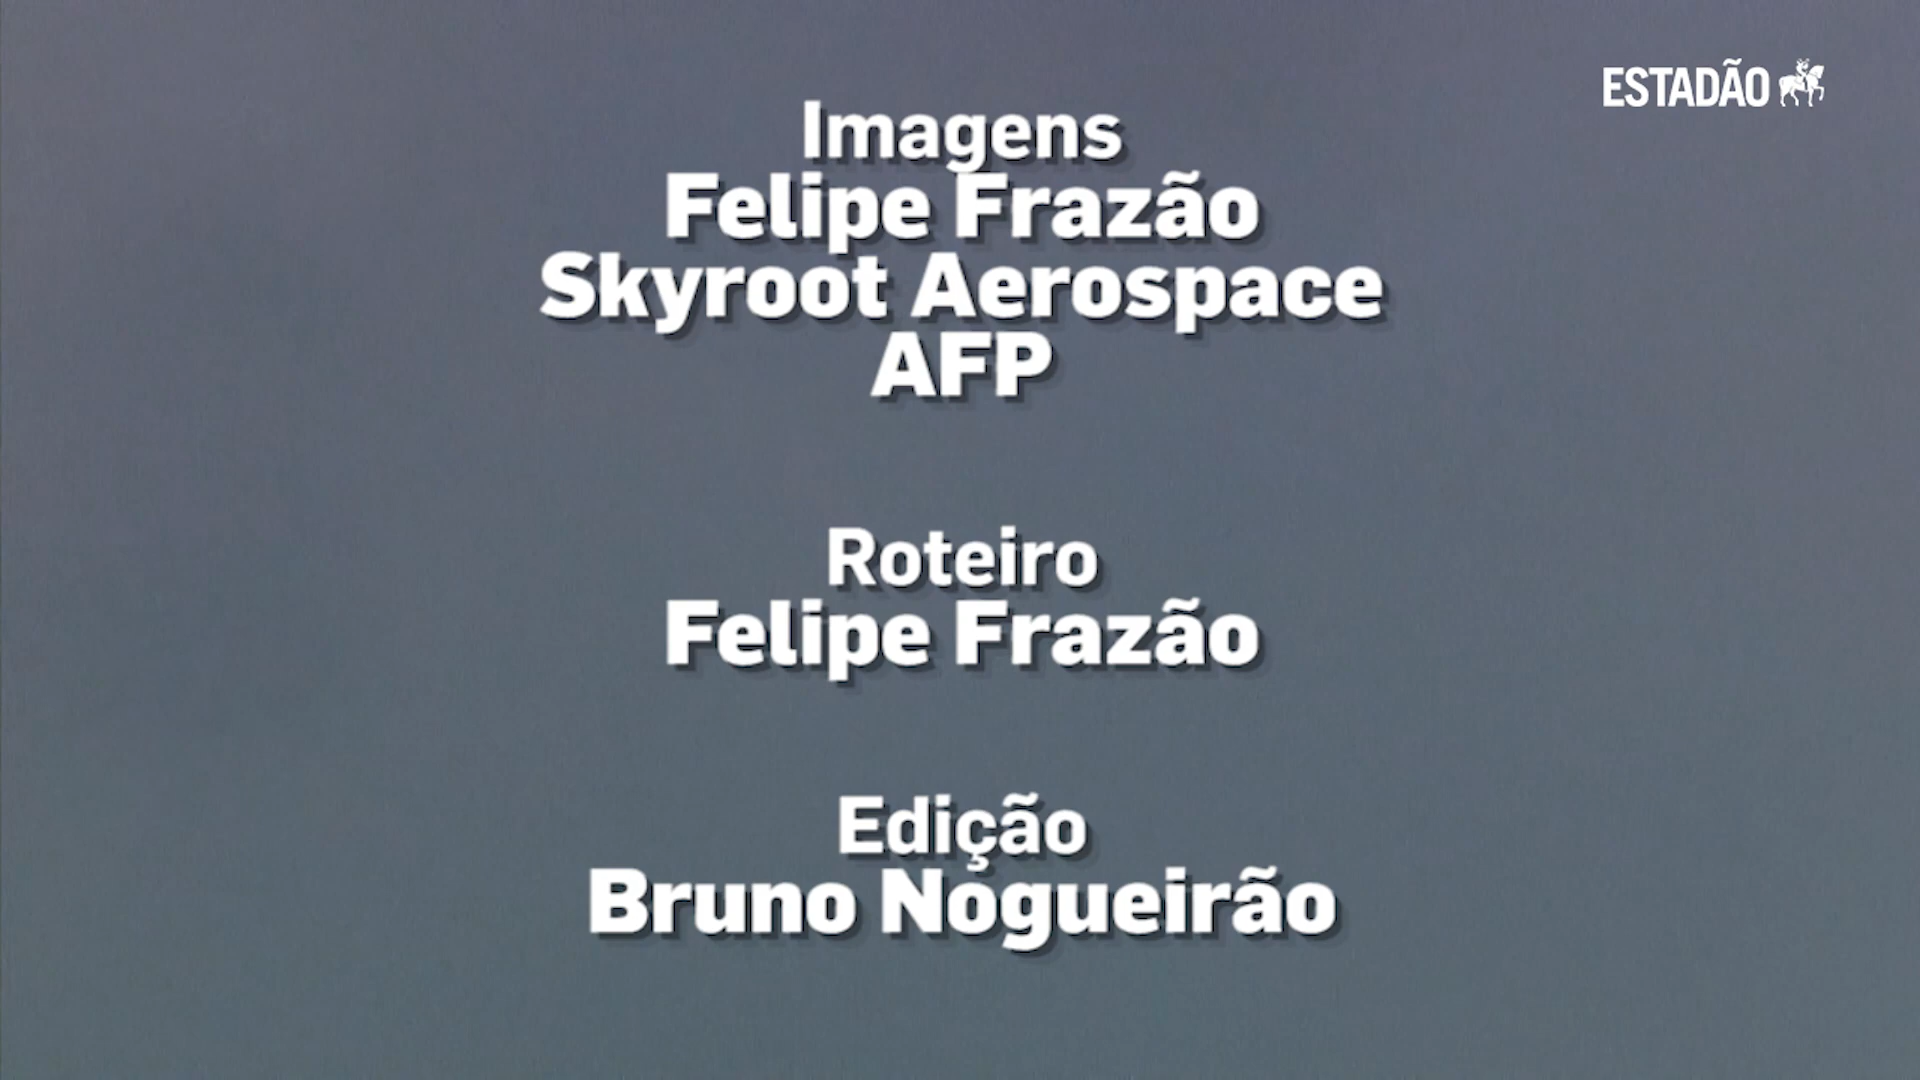 ESTADÃO
Imagens
Felipe Frazão
Skyroot Aerospace
AFP
Roteiro
Felipe Frazão
Edição
Bruno Nogueirão